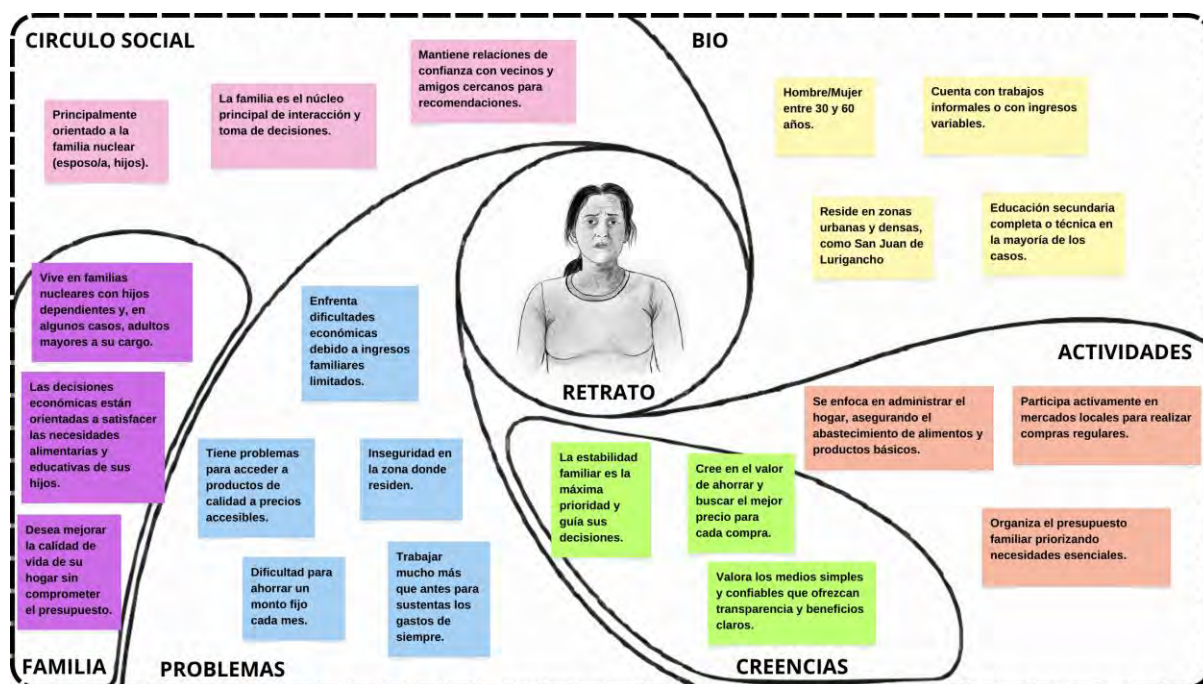 CIRCULO SOCIAL
Principalmente
orientado a la
familia nuclear
(esposo/a, hijos).
La familia es el núcleo
principal de interacción y
toma de decisiones.
Mantiene relaciones de
confianza con vecinos y
amigos cercanos para
recomendaciones.
BIO
Hombre/Mujer
entre 30 y 60
años.
Cuenta con trabajos
informales o con ingresos
variables.
Reside en zonas
urbanas y densas,
como San Juan de
Lurigancho
Educación secundaria
completa o técnica en
la mayoría de los
casos.
RETRATO
Vive en familias
nucleares con hijos
dependientes y, en
algunos casos, adultos
mayores a su cargo.
Las decisiones
económicas están
orientadas a satisfacer
las necesidades
alimentarias y
educativas de sus
hijos.
Desea mejorar
la calidad de
vida de su
hogar sin
comprometer
el presupuesto.
FAMILIA
Enfrenta
dificultades
económicas
debido a ingresos
familiares
limitados.
Tiene problemas
para acceder a
productos de
calidad a precios
accesibles.
Inseguridad en
la zona donde
residen.
Dificultad para
ahorrar un
monto fijo
cada mes.
Trabajar
mucho más
que antes para
sustentas los
gastos de
siempre.
PROBLEMAS
La estabilidad
familiar es la
máxima
prioridad y
guía sus
decisiones.
Cree en el valor
de ahorrar y
buscar el mejor
precio para
cada compra.
Valora los medios simples
y confiables que ofrezcan
transparencia y beneficios
claros.
CREENCIAS
ACTIVIDADES
Se enfoca en administrar el
hogar, asegurando el
abastecimiento de alimentos y
productos básicos.
Participa activamente en
mercados locales para realizar
compras regulares.
Organiza el presupuesto
familiar priorizando
necesidades esenciales.